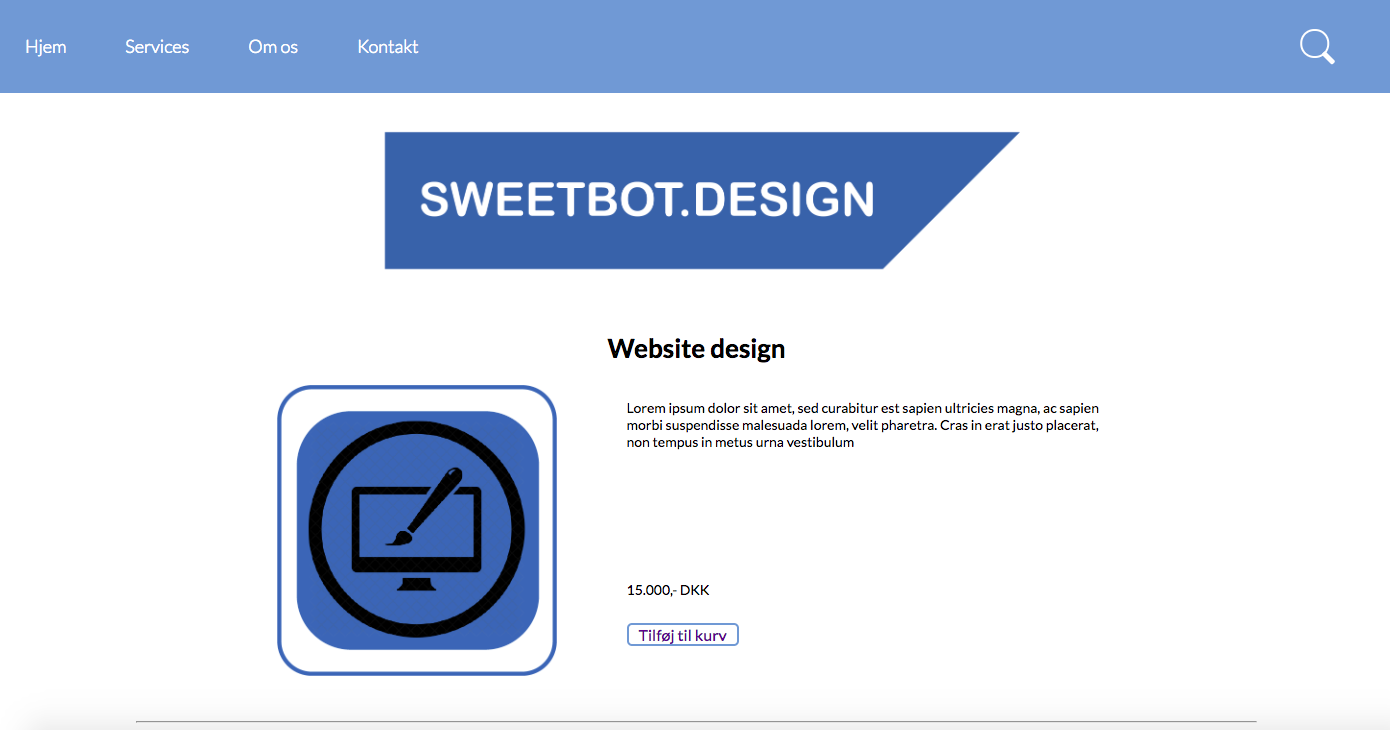 Hjem
Services
Om os
Kontakt
SWEETBOT.DESIGN
Website design
Lorem ipsum dolor sit amet, sed curabitur est sapien ultricies magna, ac sapien
morbi suspendisse malesuada lorem, velit pharetra. Cras in erat justo placerat,
non tempus in metus urna vestibulum
15.000,- DKK
Tilføj til kurv